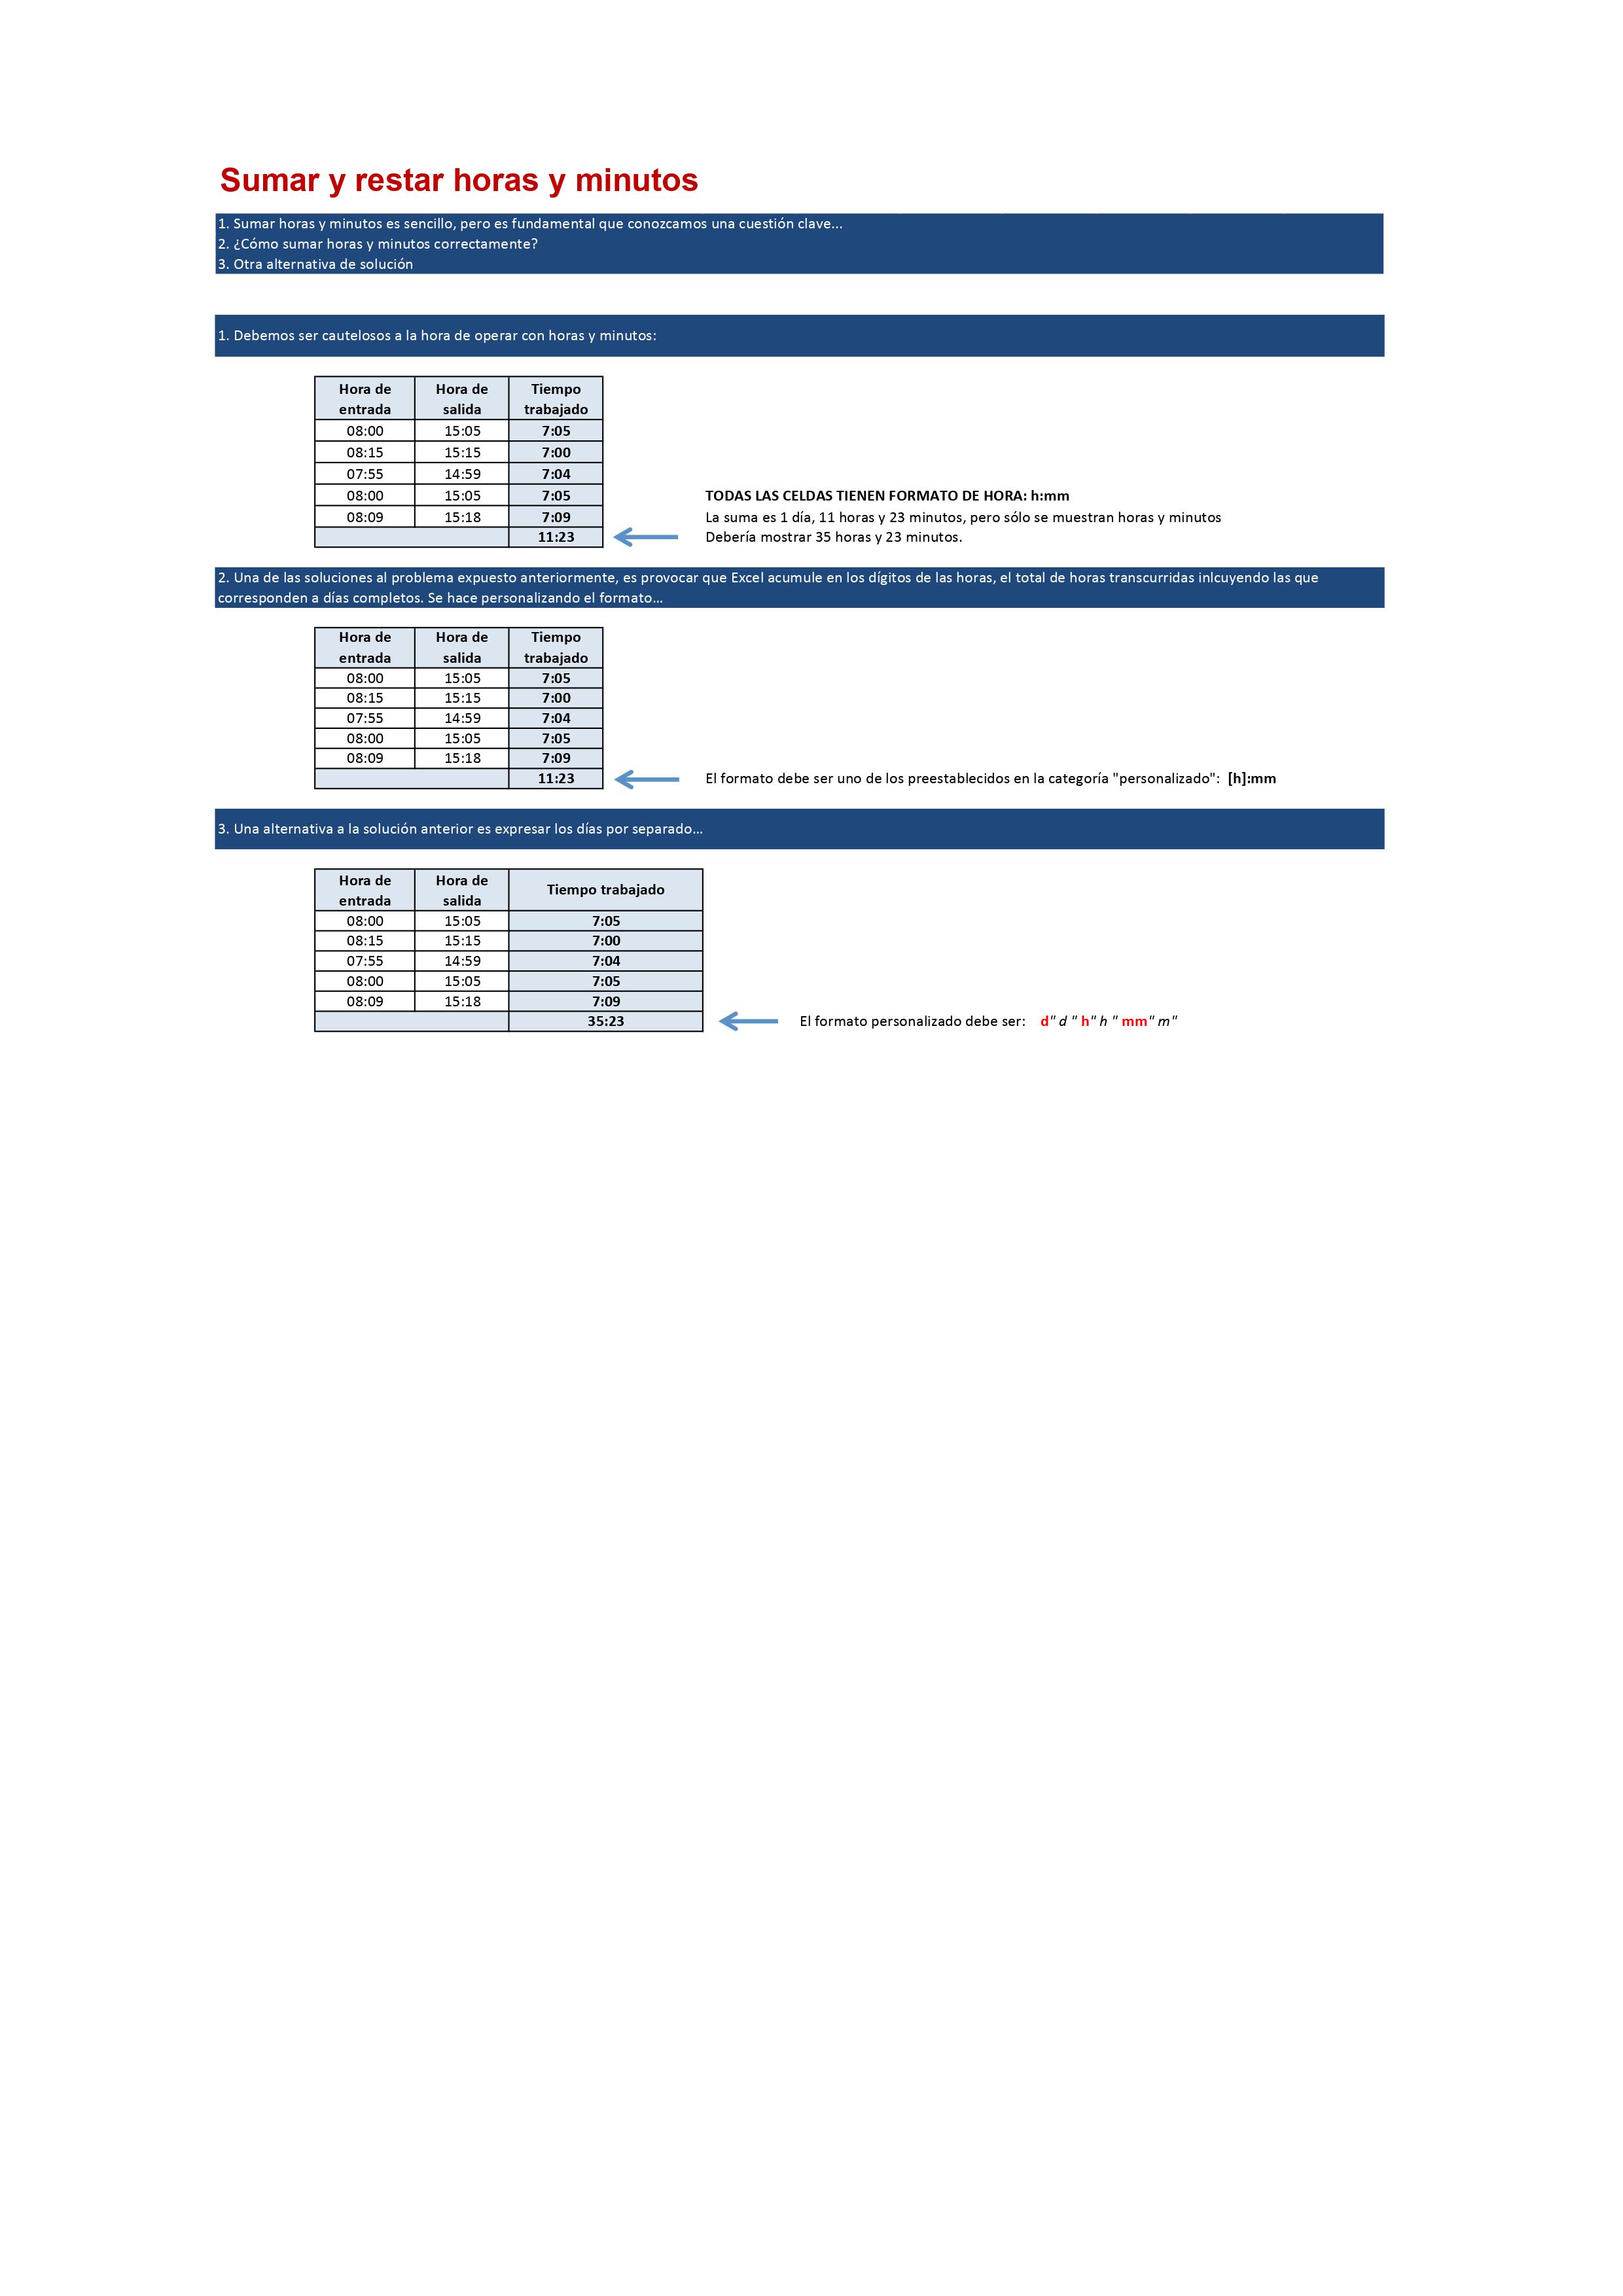 Sumar y restar horas y minutos
1. Sumar horas y minutos es sencillo, pero es fundamental que conozcamos una cuestión clave...
2. ¿Cómo sumar horas y minutos correctamente?
3. Otra alternativa de solución
1. Debemos ser cautelosos a la hora de operar con horas y minutos:
Hora de entrada Hora de salida Tiempo trabajado
08:00 15:05 7:05
08:15 15:15 7:00
07:55 14:59 7:04
08:00 15:05 7:05 TODAS LAS CELDAS TIENEN FORMATO DE HORA: h:mm
08:09 15:18 7:09 La suma es 1 día, 11 horas y 23 minutos, pero sólo se muestran horas y minutos
11:23 Debería mostrar 35 horas y 23 minutos.
2. Una de las soluciones al problema expuesto anteriormente, es provocar que Excel acumule en los dígitos de las horas, el total de horas transcurridas inlcuyendo las que
corresponden a días completos. Se hace personalizando el formato...
Hora de entrada Hora de salida Tiempo trabajado
08:00 15:05 7:05
08:15 15:15 7:00
07:55 14:59 7:04
08:00 15:05 7:05
08:09 15:18 7:09
11:23 El formato debe ser uno de los preestablecidos en la categoría "personalizado": [h]:mm
3. Una alternativa a la solución anterior es expresar los días por separado...
Hora de entrada Hora de salida Tiempo trabajado
08:00 15:05 7:05
08:15 15:15 7:00
07:55 14:59 7:04
08:00 15:05 7:05
08:09 15:18 7:09
35:23 El formato personalizado debe ser: d" d " h" h " mm" m"